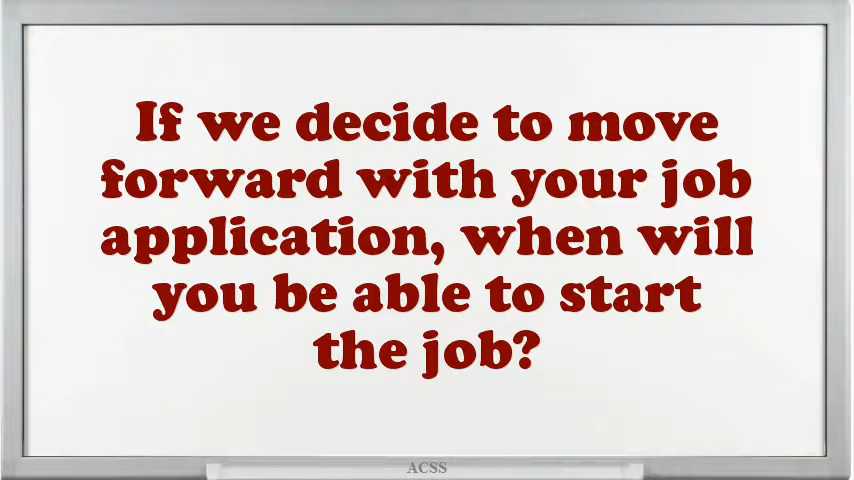 If we decide to move
forward with your job
application, when will
you be able to start
the job?
ACSS